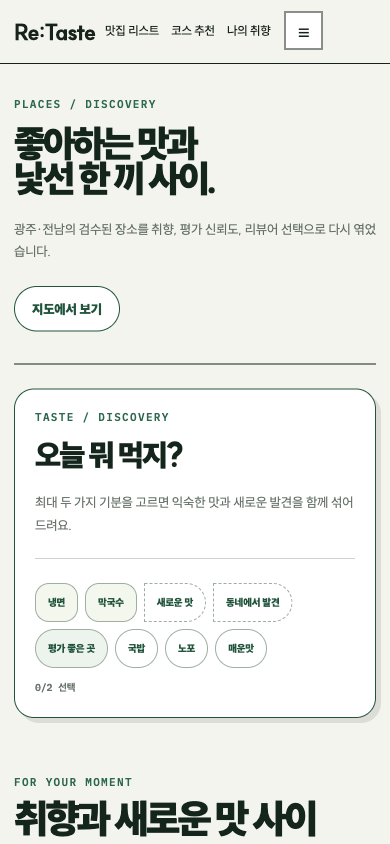 Re:Taste 맛집 리스트 코스 추천 나의 취향 ≡
PLACES / DISCOVERY
좋아하는 맛과
낯선 한 끼 사이.
광주·전남의 검수된 장소를 취향, 평가 신뢰도, 리뷰어 선택으로 다시 엮었
습니다.
지도에서 보기
TASTE / DISCOVERY
오늘 뭐 먹지?
최대 두 가지 기분을 고르면 익숙한 맛과 새로운 발견을 함께 섞어
드려요.
냉면 막국수 새로운 맛 동네에서 발견
평가 좋은 곳 국밥 노포 매운맛
0/2 선택
FOR YOUR MOMENT
취향과 새로운 맛 사이